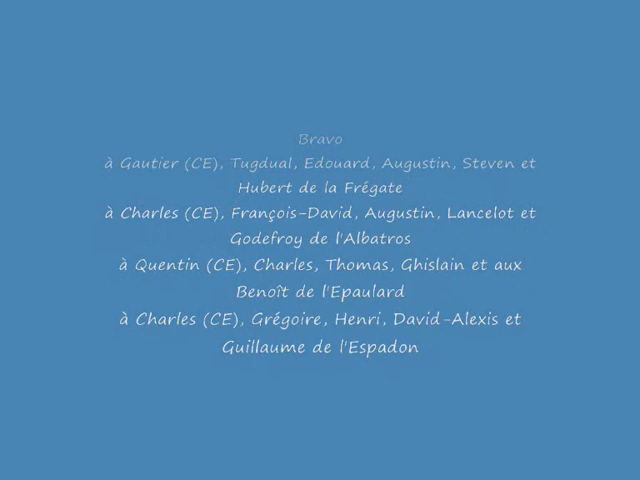 Bravo
à Gautier (CE), Tugdual, Edouard, Augustin, Steven et
Hubert de la Frégate
à Charles (CE), François-David, Augustin, Lancelot et
Godefroy de l'Albatros
à Quentin (CE), Charles, Thomas, Ghislain et aux
Benoît de l'Epaulard
à Charles (CE), Grégoire, Henri, David-Alexis et
Guillaume de l'Espadon